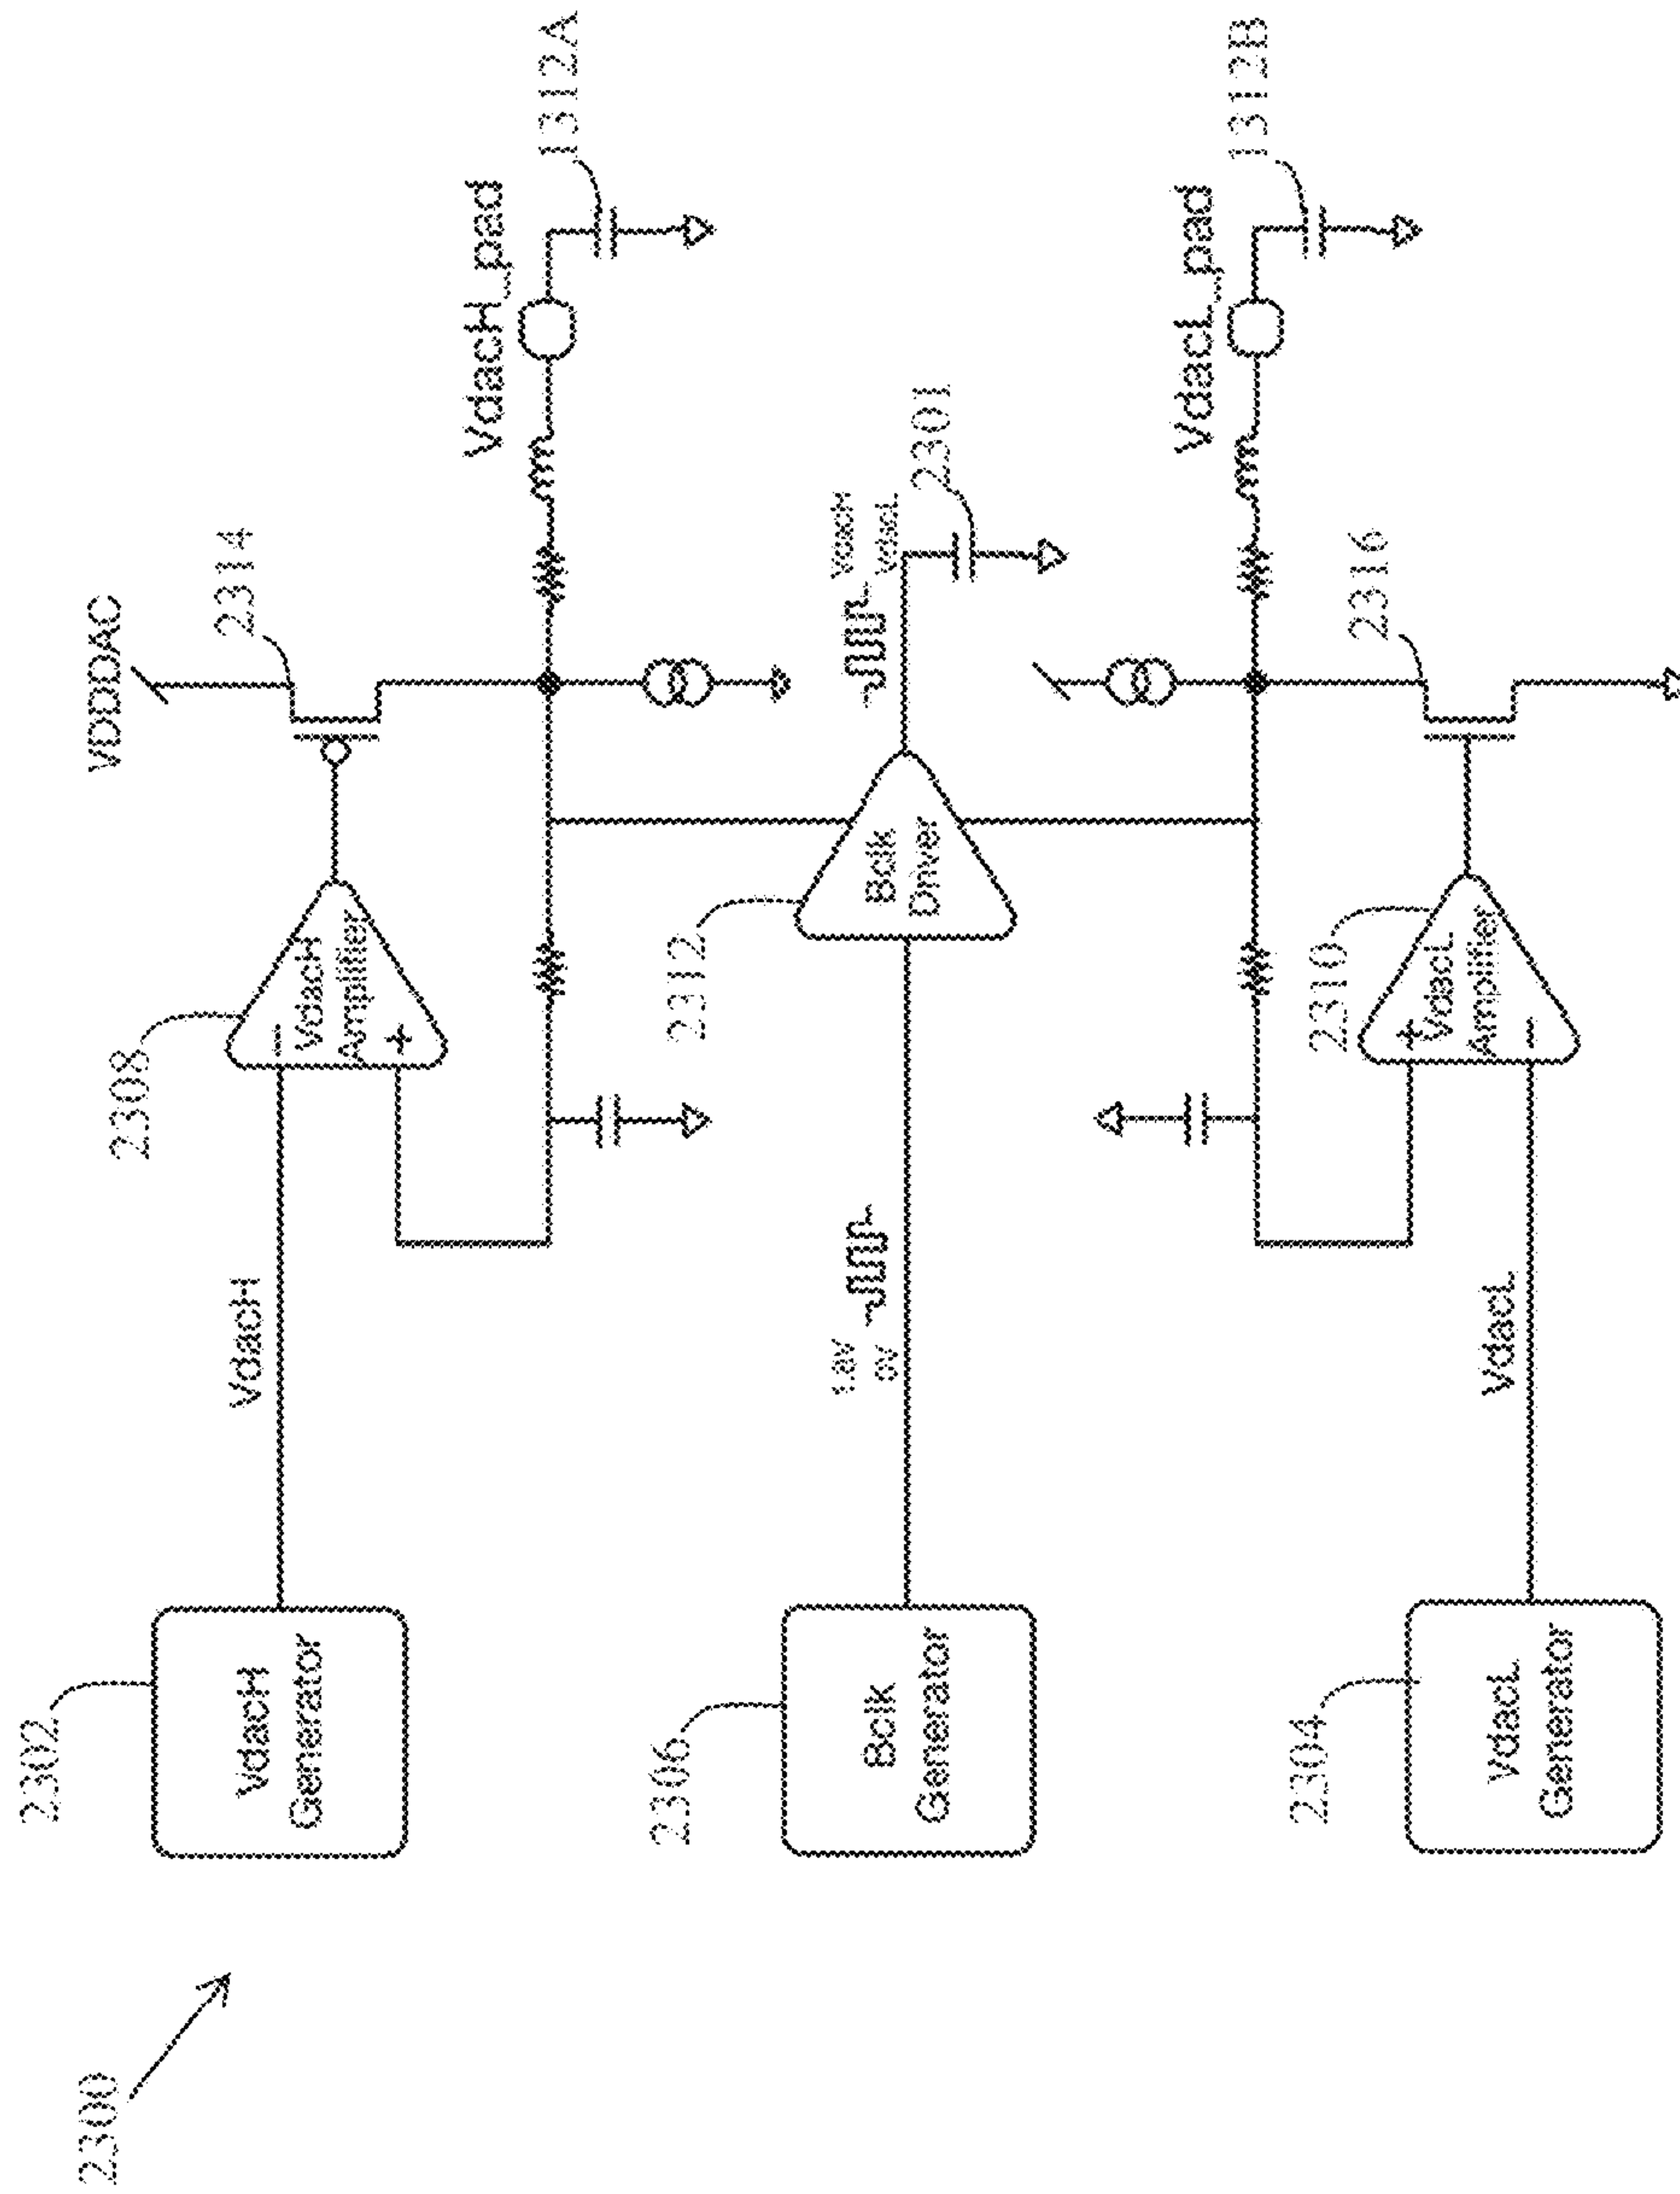 2300
2302
VdacH
Generator
VdacH
2308
VdacH
Amplifier
−
+
VDDDAC
2314
VdacH_pad
1312A
2306
Bclk
Generator
1.8V
0V
2312
Bclk
Driver
VdacH
VdacL
2301
2304
VdacL
Generator
VdacL
2310
+
VdacL
Amplifier
−
2316
VdacL_pad
1312B